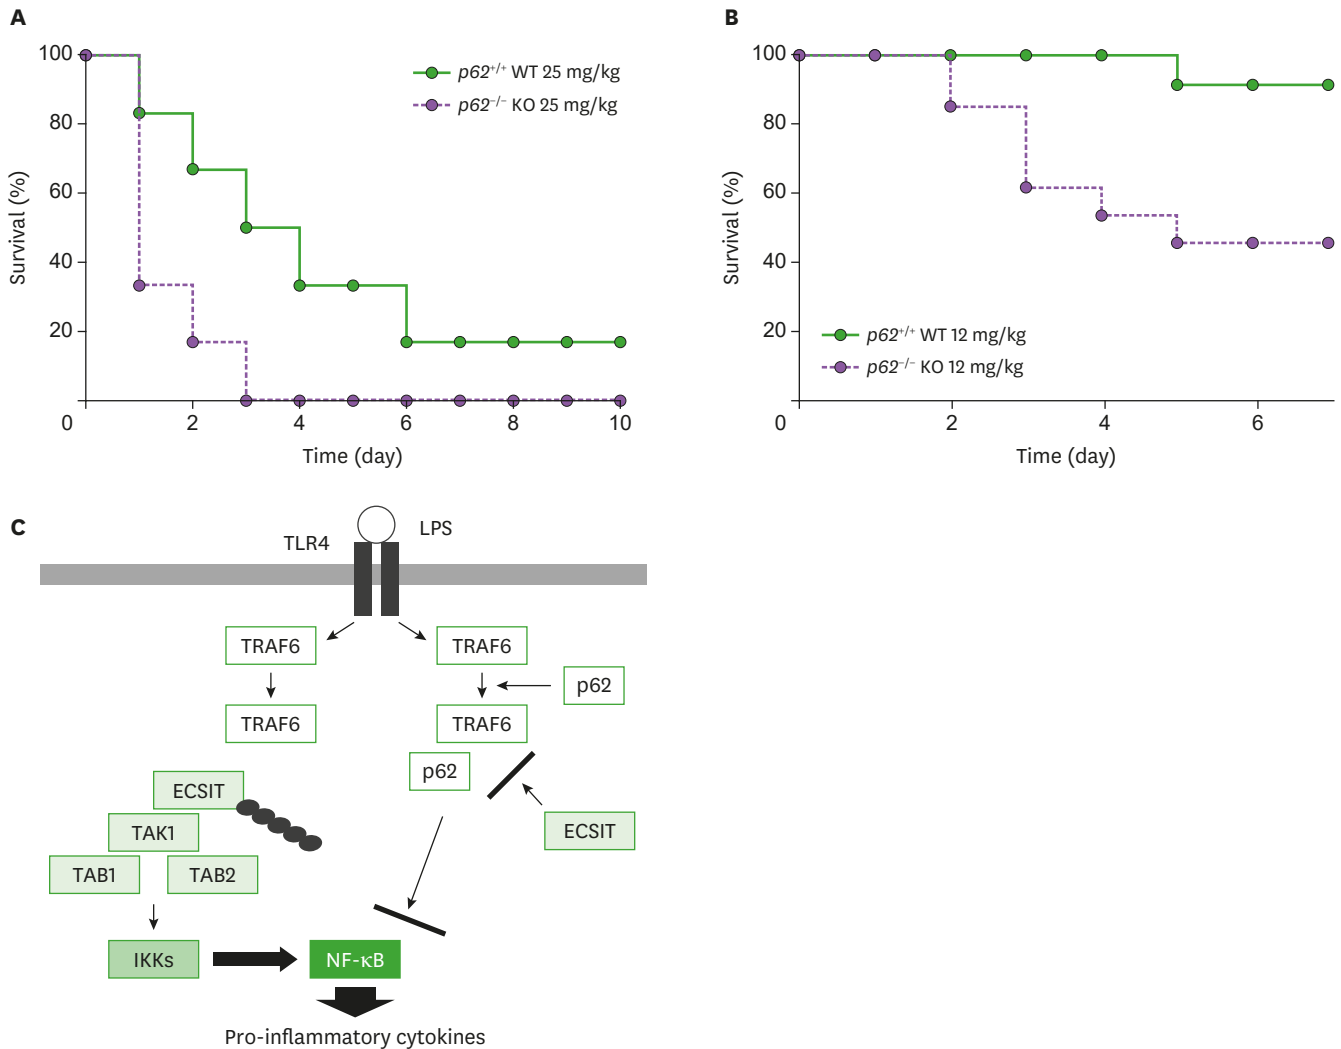 A
100
80
60
40
20
0
2
4
6
8
10
Survival (%)
Time (day)
p62+/+ WT 25 mg/kg
p62−/− KO 25 mg/kg
B
100
80
60
40
20
0
2
4
6
Survival (%)
Time (day)
p62+/+ WT 12 mg/kg
p62−/− KO 12 mg/kg
C
LPS
TLR4
TRAF6
TRAF6
p62
TRAF6
TRAF6
p62
ECSIT
TAK1
ECSIT
TAB1
TAB2
IKKs
NF-κB
Pro-inflammatory cytokines